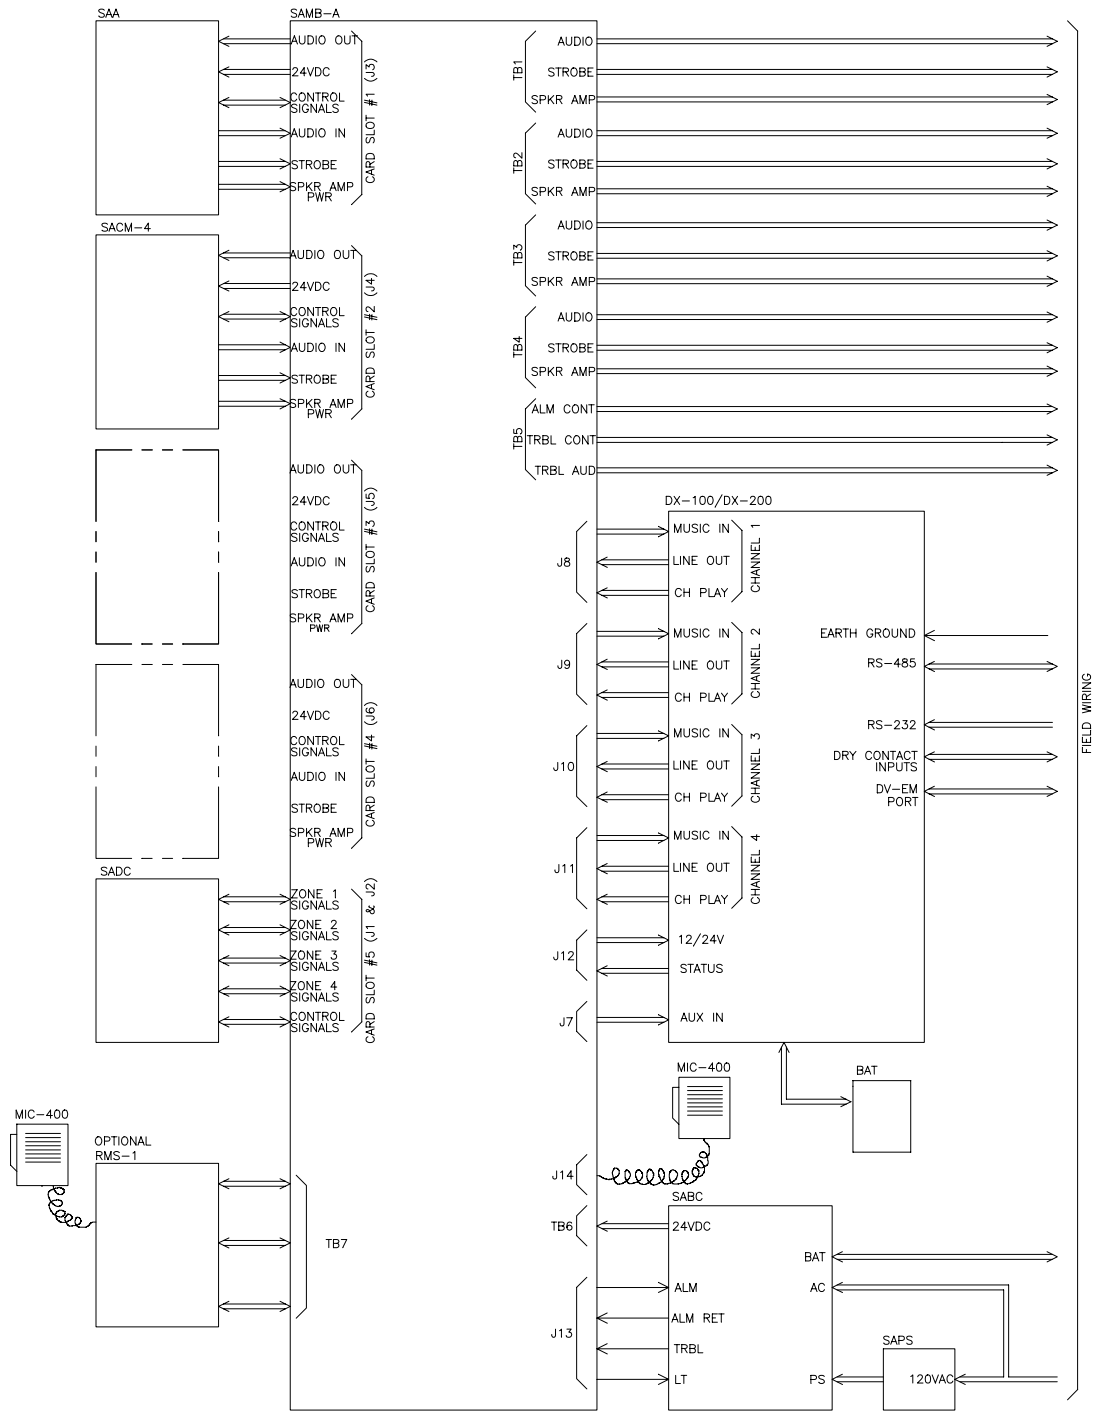 SAA
SAMB-A
AUDIO OUT
24VDC
CONTROL
SIGNALS
AUDIO IN
STROBE
SPKR AMP
PWR
CARD SLOT #1 (J3)
SACM-4
AUDIO OUT
24VDC
CONTROL
SIGNALS
AUDIO IN
STROBE
SPKR AMP
PWR
CARD SLOT #2 (J4)
AUDIO OUT
24VDC
CONTROL
SIGNALS
AUDIO IN
STROBE
SPKR AMP
PWR
CARD SLOT #3 (J5)
AUDIO OUT
24VDC
CONTROL
SIGNALS
AUDIO IN
STROBE
SPKR AMP
PWR
CARD SLOT #4 (J6)
SADC
ZONE 1
SIGNALS
ZONE 2
SIGNALS
ZONE 3
SIGNALS
ZONE 4
SIGNALS
CONTROL
SIGNALS
CARD SLOT #5 (J1 & J2)
MIC-400
OPTIONAL
RMS-1
TB7
TB1
AUDIO
STROBE
SPKR AMP
TB2
AUDIO
STROBE
SPKR AMP
TB3
AUDIO
STROBE
SPKR AMP
TB4
AUDIO
STROBE
SPKR AMP
TB5
ALM CONT
TRBL CONT
TRBL AUD
DX-100/DX-200
J8
MUSIC IN
LINE OUT
CH PLAY
CHANNEL 1
J9
MUSIC IN
LINE OUT
CH PLAY
CHANNEL 2
J10
MUSIC IN
LINE OUT
CH PLAY
CHANNEL 3
J11
MUSIC IN
LINE OUT
CH PLAY
CHANNEL 4
J12
12/24V
STATUS
J7
AUX IN
EARTH GROUND
RS-485
RS-232
DRY CONTACT
INPUTS
DV-EM
PORT
FIELD WIRING
MIC-400
BAT
J14
SABC
TB6
24VDC
BAT
J13
ALM
ALM RET
TRBL
LT
AC
PS
SAPS
120VAC